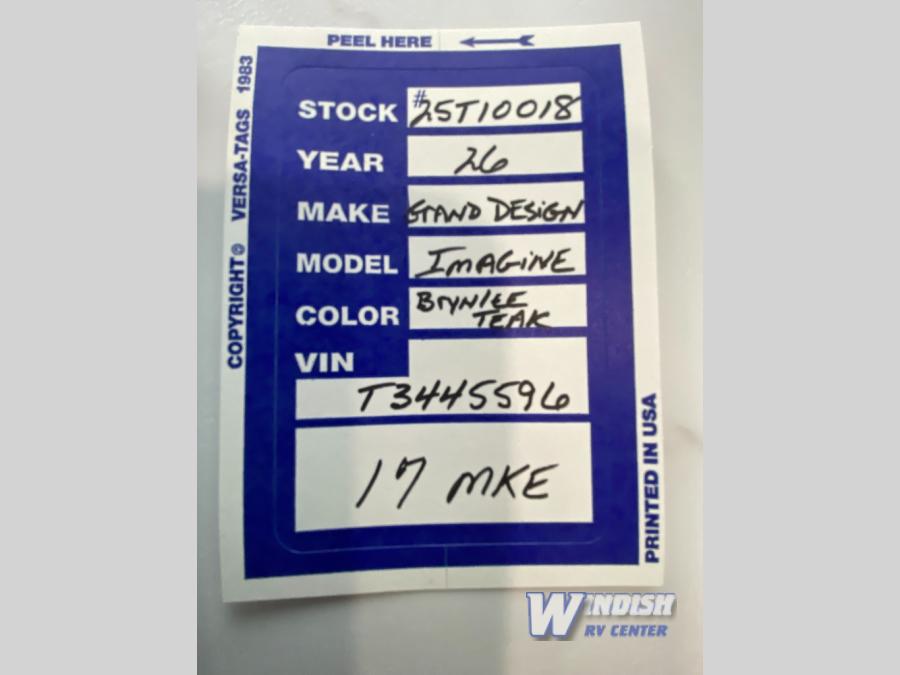 PEEL HERE
COPYRIGHT © VERSA-TAGS 1983
STOCK #25T10018
YEAR 26
MAKE GRAND DESIGN
MODEL IMAGINE
COLOR BRYNLEE
TEAK
VIN
T3445596
17 MKE
PRINTED IN USA
WINDISH
RV CENTER